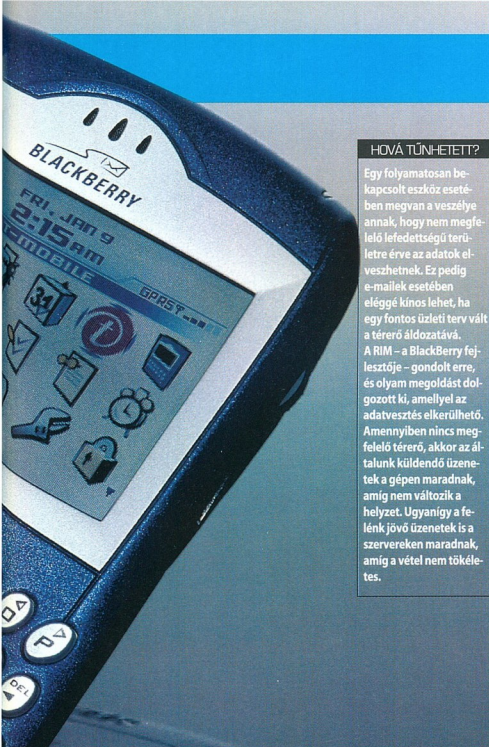 BLACKBERRY
FRI, JAN 9
2:15AM
MOBILE
GPRS
31
t
O
P
DEL
HOVÁ TŰNHETETT?
Egy folyamatosan be-
kapcsolt eszköz eseté-
ben megvan a veszélye
annak, hogy nem megfe-
lelő lefedettségű terü-
letre érve az adatok el-
veszhetnek. Ez pedig
e-mailek esetében
eléggé kínos lehet, ha
egy fontos üzleti terv vált
a térerő áldozatává.
A RIM – a BlackBerry fej-
lesztője – gondolt erre,
és olyam megoldást dol-
gozott ki, amellyel az
adatvesztés elkerülhető.
Amennyiben nincs meg-
felelő térerő, akkor az ál-
talunk küldendő üzene-
tek a gépen maradnak,
amíg nem változik a
helyzet. Ugyanígy a fe-
lénk jövő üzenetek is a
szervereken maradnak,
amíg a vétel nem tökéle-
tes.